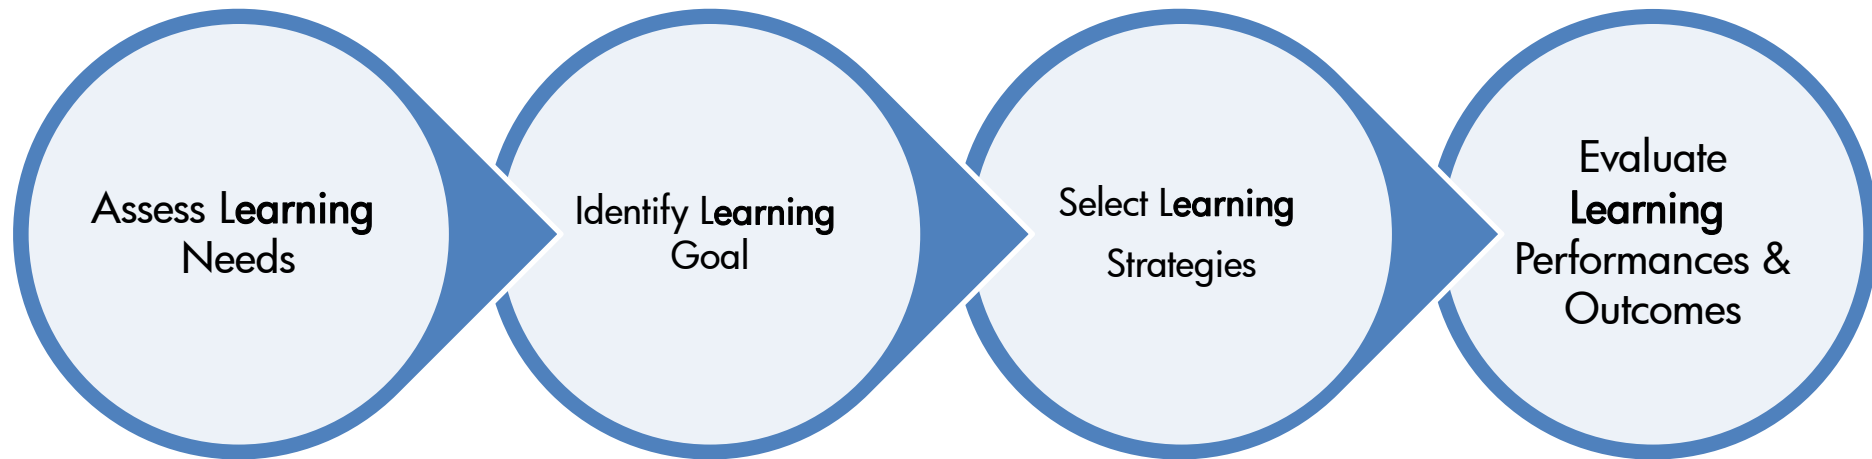 Assess Learning
Needs
Identify Learning
Goal
Select Learning
Strategies
Evaluate
Learning
Performances &
Outcomes